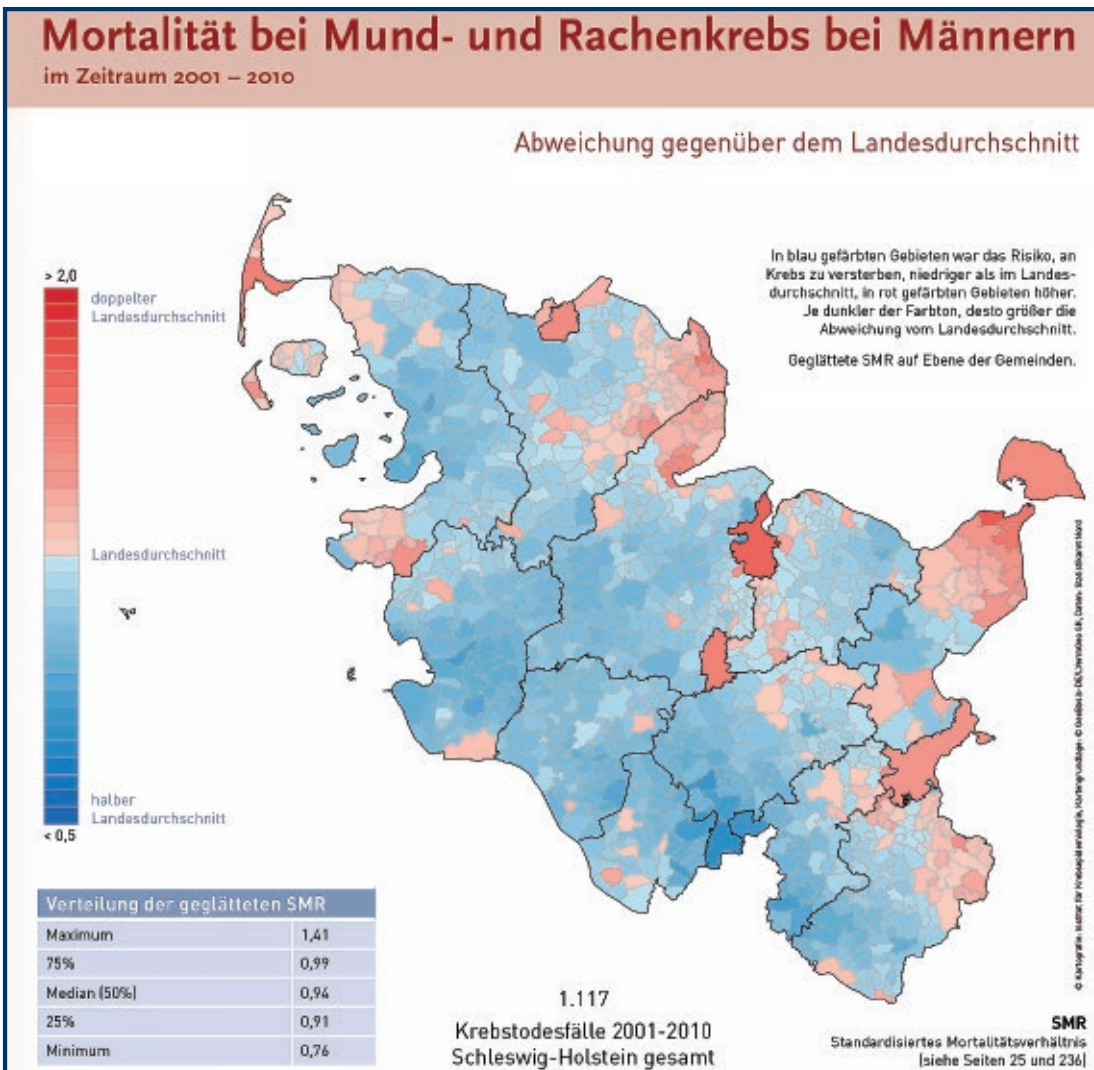 Mortalität bei Mund- und Rachenkrebs bei Männern
im Zeitraum 2001 – 2010
Abweichung gegenüber dem Landesdurchschnitt
In blau gefärbten Gebieten war das Risiko, an
Krebs zu versterben, niedriger als im Landes-
durchschnitt, in rot gefärbten Gebieten höher.
Je dunkler der Farbton, desto größer die
Abweichung vom Landesdurchschnitt.
Geglättete SMR auf Ebene der Gemeinden.
> 2,0
doppelter
Landesdurchschnitt
Landesdurchschnitt
halber
Landesdurchschnitt
< 0,5
Verteilung der geglätteten SMR
Maximum 1,41
75% 0,99
Median (50%) 0,94
25% 0,91
Minimum 0,76
1.117
Krebstodesfälle 2001-2010
Schleswig-Holstein gesamt
SMR
Standardisiertes Mortalitätsverhältnis
(siehe Seiten 25 und 236)
© Kartografie: Institut für Krebsepidemiologie, Kartengrundlage: ©